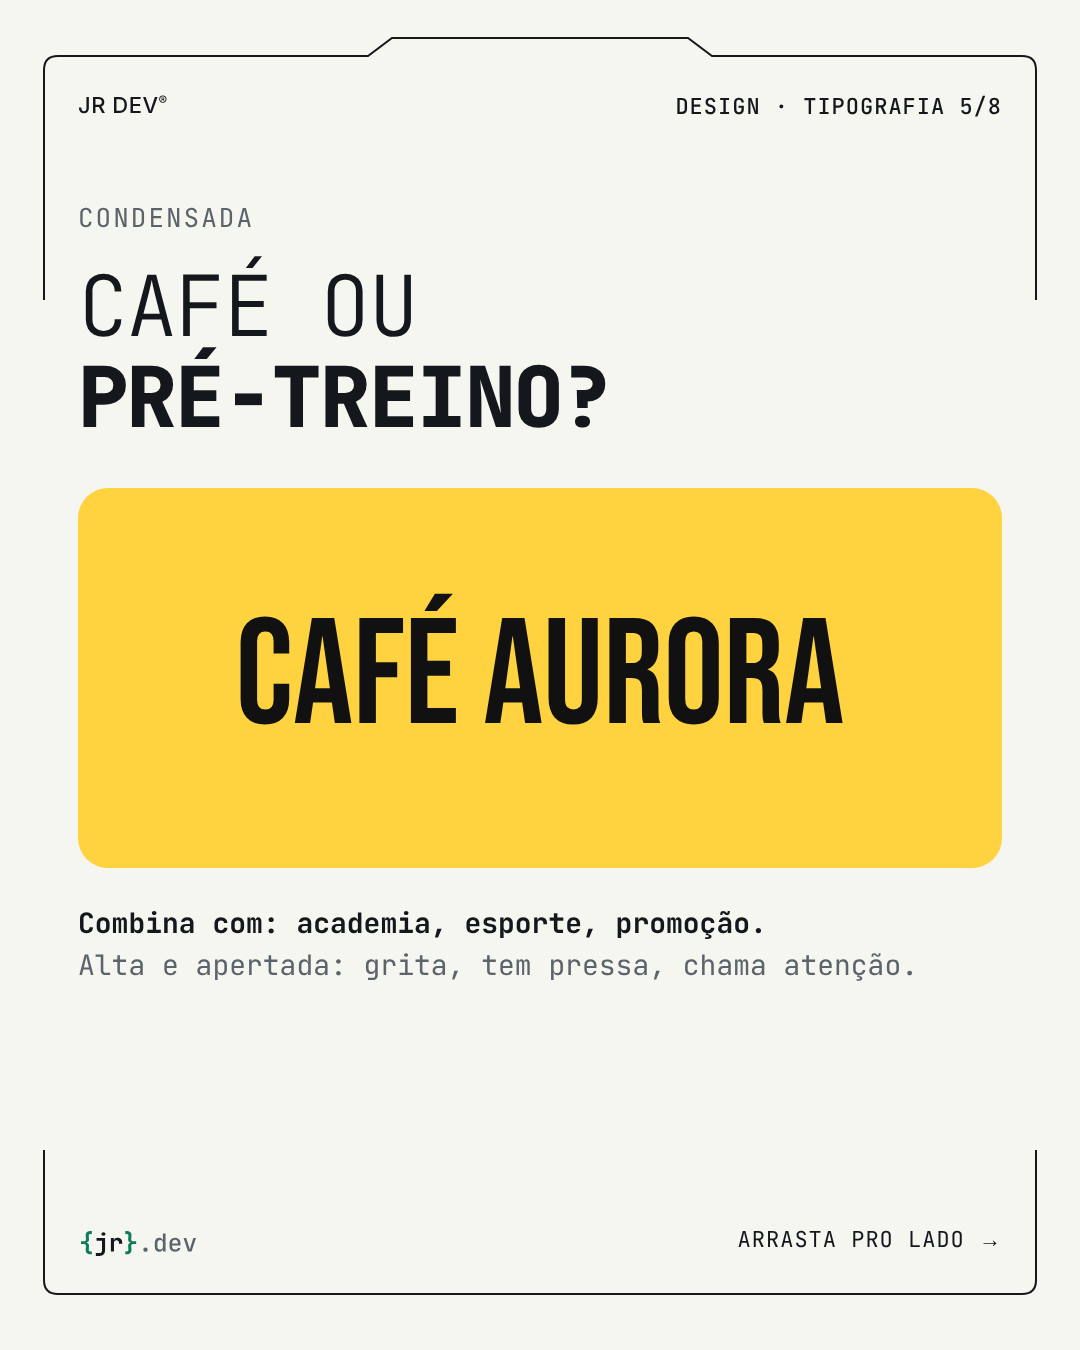 JR DEV®
DESIGN · TIPOGRAFIA 5/8
CONDENSADA
CAFÉ OU
PRÉ-TREINO?
CAFÉ AURORA
Combina com: academia, esporte, promoção.
Alta e apertada: grita, tem pressa, chama atenção.
{jr}.dev
ARRASTA PRO LADO →